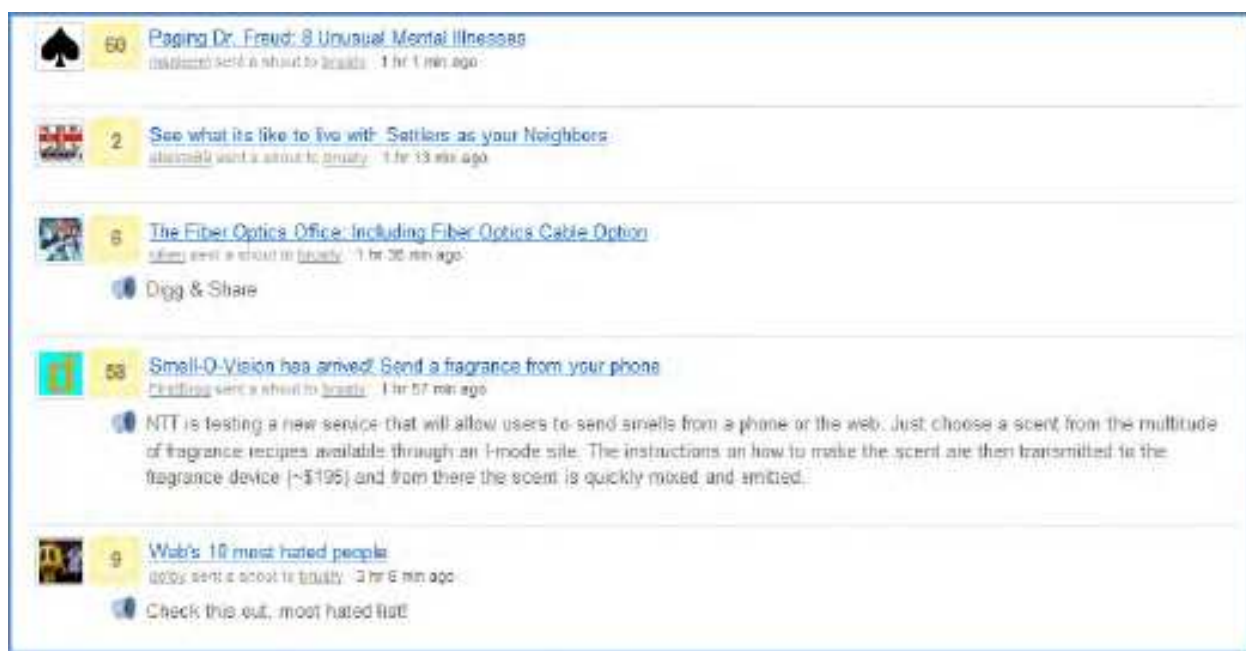 60 Paging Dr. Freud: 8 Unusual Mental Illnesses
sent a shout to 1 hr 1 min ago
2 See what its like to live with Settlers as your Neighbors
sent a shout to 1 hr 13 min ago
6 The Fiber Optics Office: Including Fiber Optics Cable Option
sent a shout to 1 hr 36 min ago
Digg & Share
58 Smell-O-Vision has arrived! Send a fragrance from your phone
sent a shout to 1 hr 57 min ago
NTT is testing a new service that will allow users to send smells from a phone or the web. Just choose a scent from the multitude
of fragrance recipes available through an I-mode site. The instructions on how to make the scent are then transmitted to the
fragrance device (~$195) and from there the scent is quickly mixed and emitted.
9 Web's 10 most hated people
sent a shout to hr 6 min ago
Check this out, most hated list!